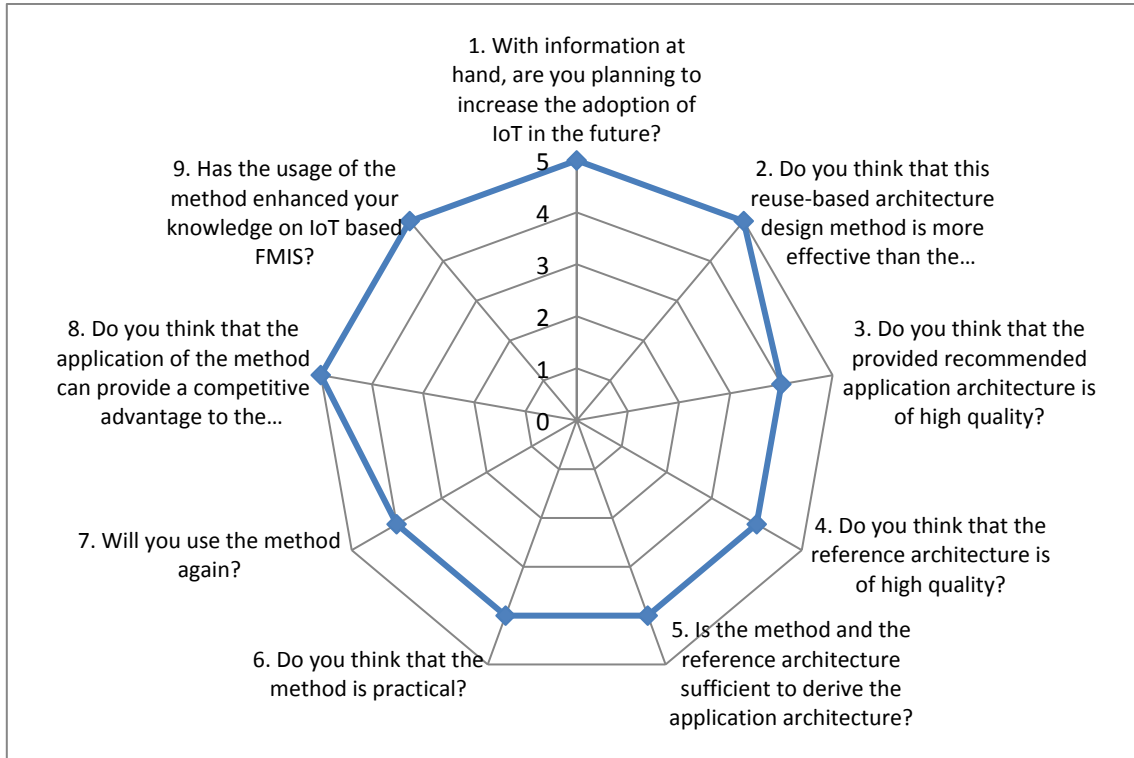 1. With information at
hand, are you planning to
increase the adoption of
IoT in the future?
2. Do you think that this
reuse-based architecture
design method is more
effective than the…
3. Do you think that the
provided recommended
application architecture is
of high quality?
4. Do you think that the
reference architecture is
of high quality?
5. Is the method and the
reference architecture
sufficient to derive the
application architecture?
6. Do you think that the
method is practical?
7. Will you use the method
again?
8. Do you think that the
application of the method
can provide a competitive
advantage to the…
9. Has the usage of the
method enhanced your
knowledge on IoT based
FMIS?
5
4
3
2
1
0